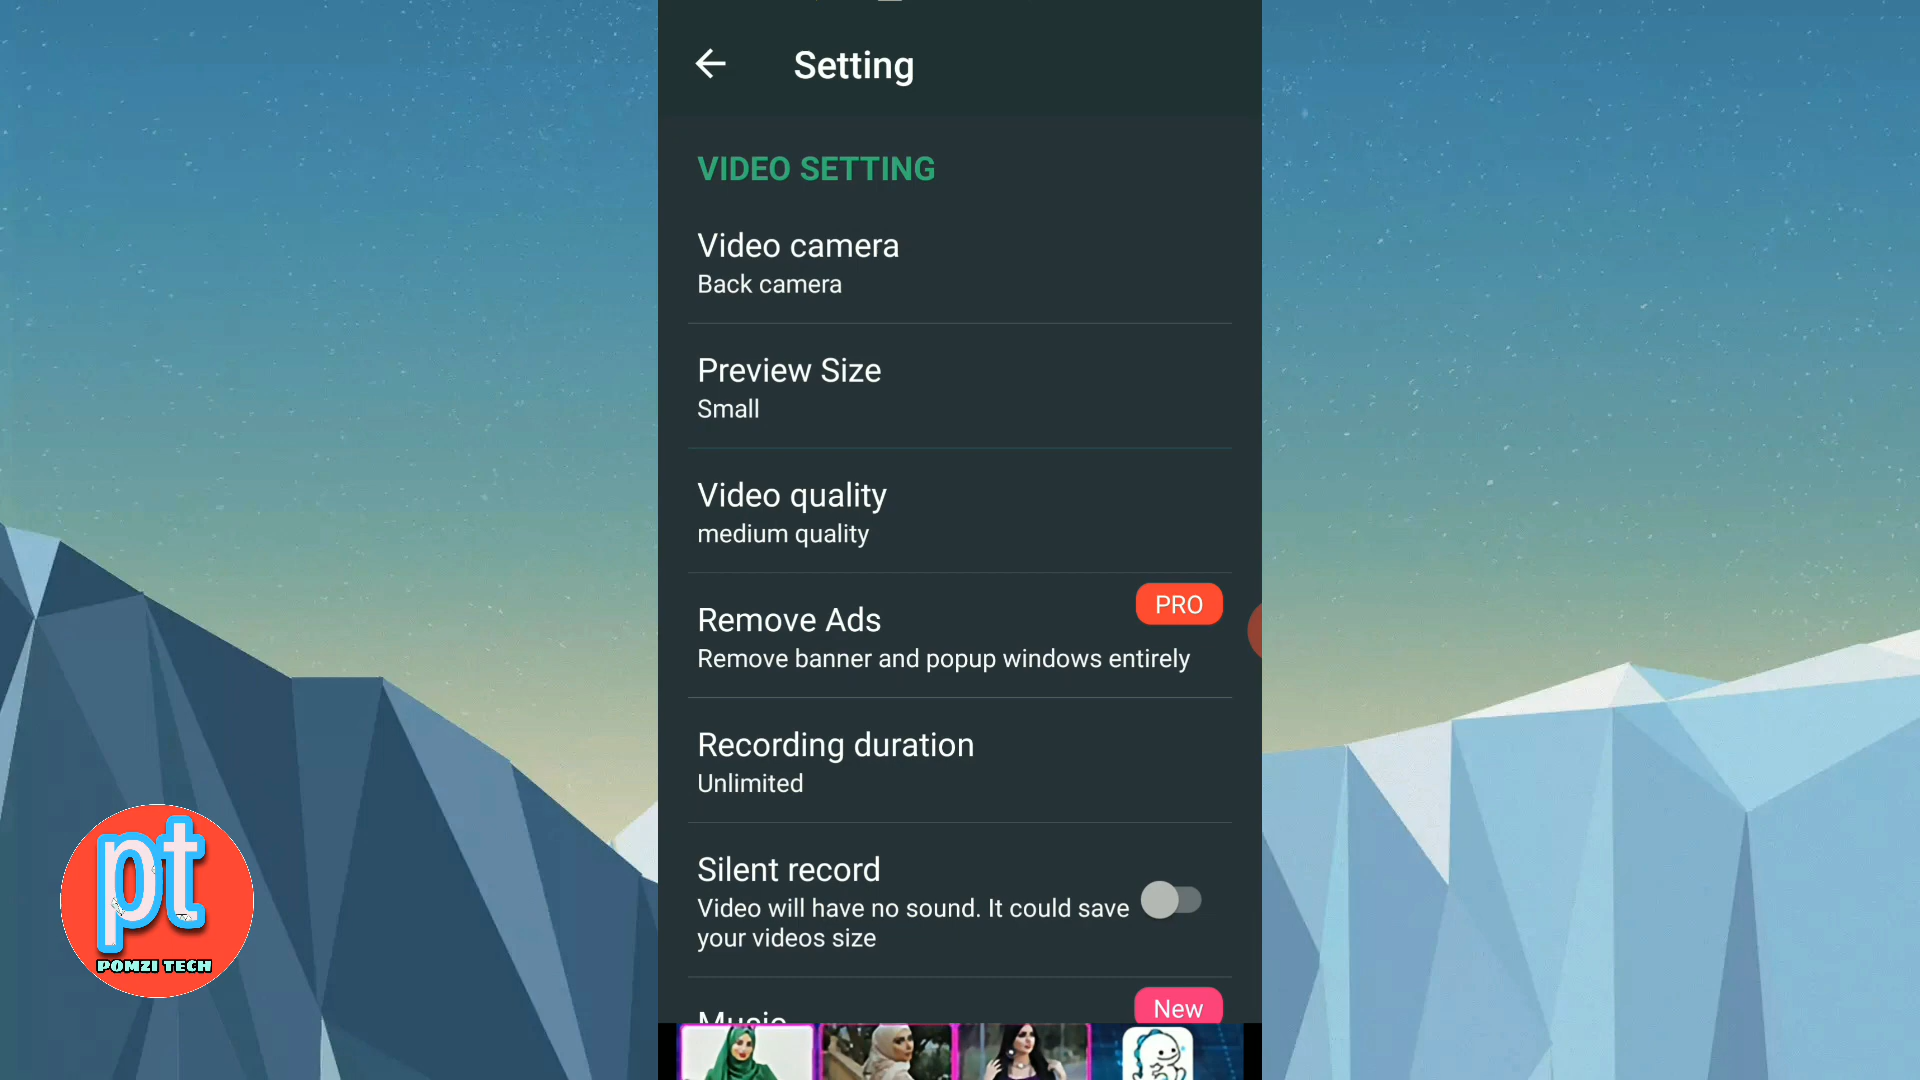 Setting
VIDEO SETTING
Video camera
Back camera
Preview Size
Small
Video quality
medium quality
PRO
Remove Ads
Remove banner and popup windows entirely
Recording duration
Unlimited
Silent record
Video will have no sound. It could save
your videos size
New
Music
pt
POMZI TECH